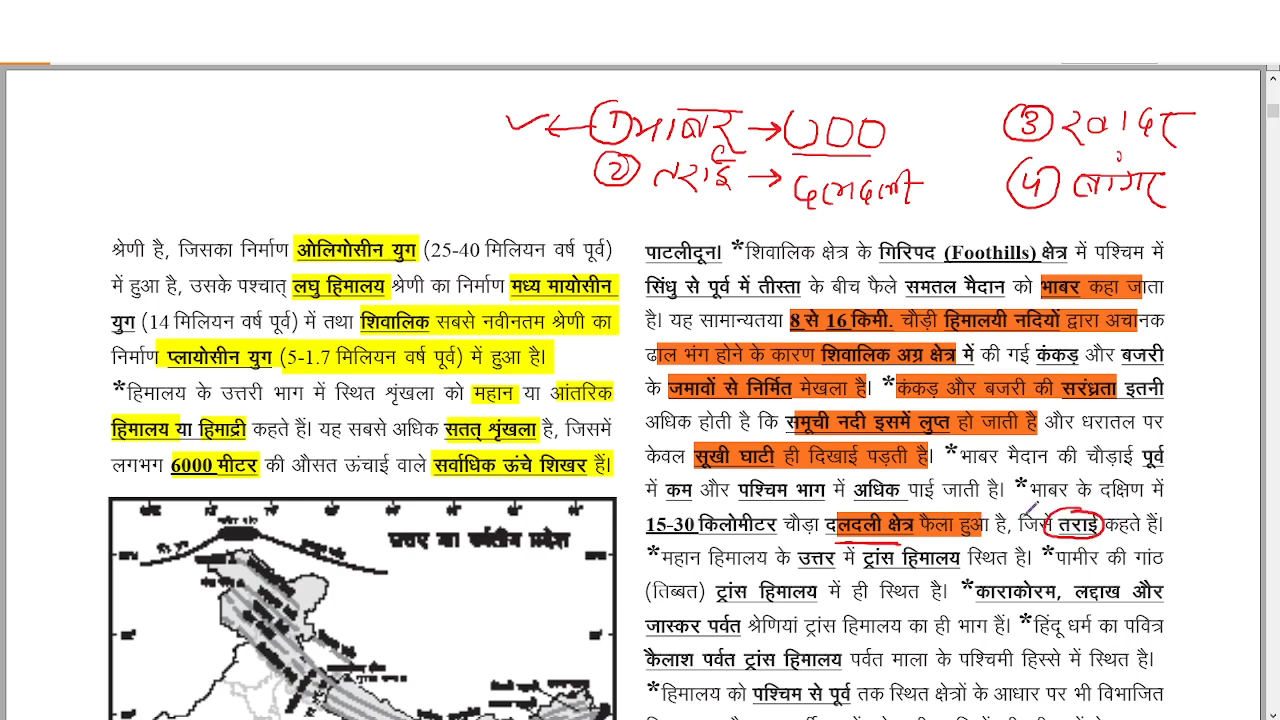 ① भाबर → 000
② तराई → दलदली
③ खादर
④ बांगर
श्रेणी है, जिसका निर्माण ओलिगोसीन युग (25-40 मिलियन वर्ष पूर्व)
में हुआ है, उसके पश्चात् लघु हिमालय श्रेणी का निर्माण मध्य मायोसीन
युग (14 मिलियन वर्ष पूर्व) में तथा शिवालिक सबसे नवीनतम श्रेणी का
निर्माण प्लायोसीन युग (5-1.7 मिलियन वर्ष पूर्व) में हुआ है।
*हिमालय के उत्तरी भाग में स्थित शृंखला को महान या आंतरिक
हिमालय या हिमाद्री कहते हैं। यह सबसे अधिक सतत् शृंखला है, जिसमें
लगभग 6000 मीटर की औसत ऊंचाई वाले सर्वाधिक ऊंचे शिखर हैं।
पाटलीदून। *शिवालिक क्षेत्र के गिरिपद (Foothills) क्षेत्र में पश्चिम में
सिंधु से पूर्व में तीस्ता के बीच फैले समतल मैदान को भाबर कहा जाता
है। यह सामान्यतया 8 से 16 किमी. चौड़ी हिमालयी नदियों द्वारा अचानक
ढाल भंग होने के कारण शिवालिक अग्र क्षेत्र में की गई कंकड़ और बजरी
के जमावों से निर्मित मेखला है। *कंकड़ और बजरी की सरंध्रता इतनी
अधिक होती है कि समूची नदी इसमें लुप्त हो जाती है और धरातल पर
केवल सूखी घाटी ही दिखाई पड़ती है। *भाबर मैदान की चौड़ाई पूर्व
में कम और पश्चिम भाग में अधिक पाई जाती है। *भाबर के दक्षिण में
15-30 किलोमीटर चौड़ा दलदली क्षेत्र फैला हुआ है, जिसे तराई कहते हैं।
*महान हिमालय के उत्तर में ट्रांस हिमालय स्थित है। *पामीर की गांठ
(तिब्बत) ट्रांस हिमालय में ही स्थित है। *काराकोरम, लद्दाख और
जास्कर पर्वत श्रेणियां ट्रांस हिमालय का ही भाग हैं। *हिंदू धर्म का पवित्र
कैलाश पर्वत ट्रांस हिमालय पर्वत माला के पश्चिमी हिस्से में स्थित है।
*हिमालय को पश्चिम से पूर्व तक स्थित क्षेत्रों के आधार पर भी विभाजित
उत्तर का पर्वतीय प्रदेश